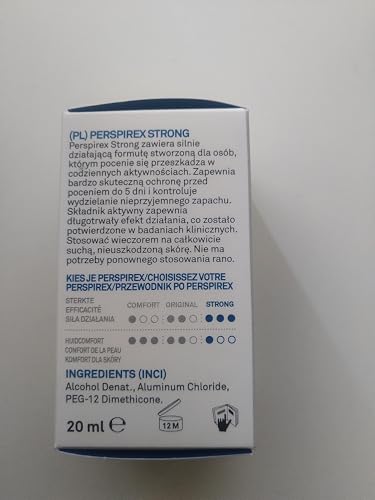 (PL) PERSPIREX STRONG
Perspirex Strong zawiera silnie
działającą formułę stworzoną dla osób,
którym pocenie się przeszkadza w
codziennych aktywnościach. Zapewnia
bardzo skuteczną ochronę przed
poceniem do 5 dni i kontroluje
wydzielanie nieprzyjemnego zapachu.
Składnik aktywny zapewnia
długotrwały efekt działania, co zostało
potwierdzone w badaniach klinicznych.
Stosować wieczorem na całkowicie
suchą, nieuszkodzoną skórę. Nie ma
potrzeby ponownego stosowania rano.
KIES JE PERSPIREX/CHOISISSEZ VOTRE
PERSPIREX/PRZEWODNIK PO PERSPIREX
STERKTE
EFFICACITÉ
SIŁA DZIAŁANIA
COMFORT ORIGINAL STRONG
HUIDCOMFORT
CONFORT DE LA PEAU
KOMFORT DLA SKÓRY
INGREDIENTS (INCI)
Alcohol Denat., Aluminum Chloride,
PEG-12 Dimethicone.
20 ml ℮
12 M